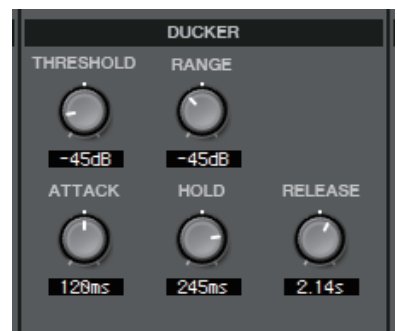 DUCKER
THRESHOLD RANGE
-45dB -45dB
ATTACK HOLD RELEASE
120ms 245ms 2.14s